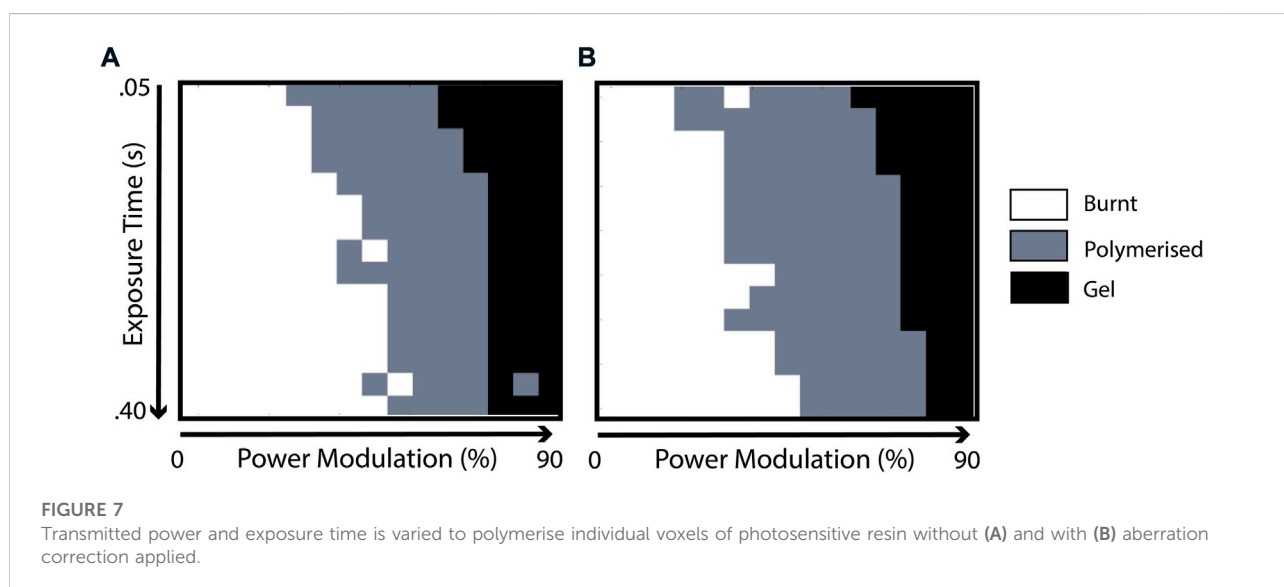 A
B
.05
Exposure Time (s)
.40
0
Power Modulation (%)
90
0
Power Modulation (%)
90
Burnt
Polymerised
Gel
FIGURE 7
Transmitted power and exposure time is varied to polymerise individual voxels of photosensitive resin without (A) and with (B) aberration
correction applied.